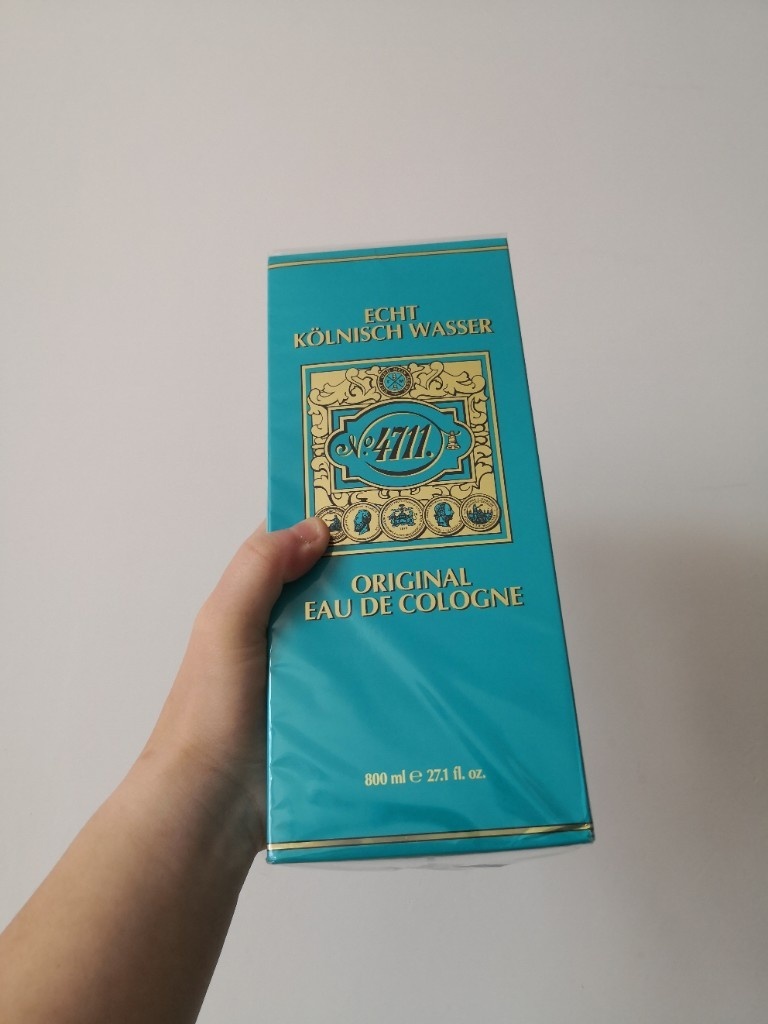 ECHT
KÖLNISCH WASSER
Nº 4711.
ORIGINAL
EAU DE COLOGNE
800 ml ℮ 27.1 fl. oz.